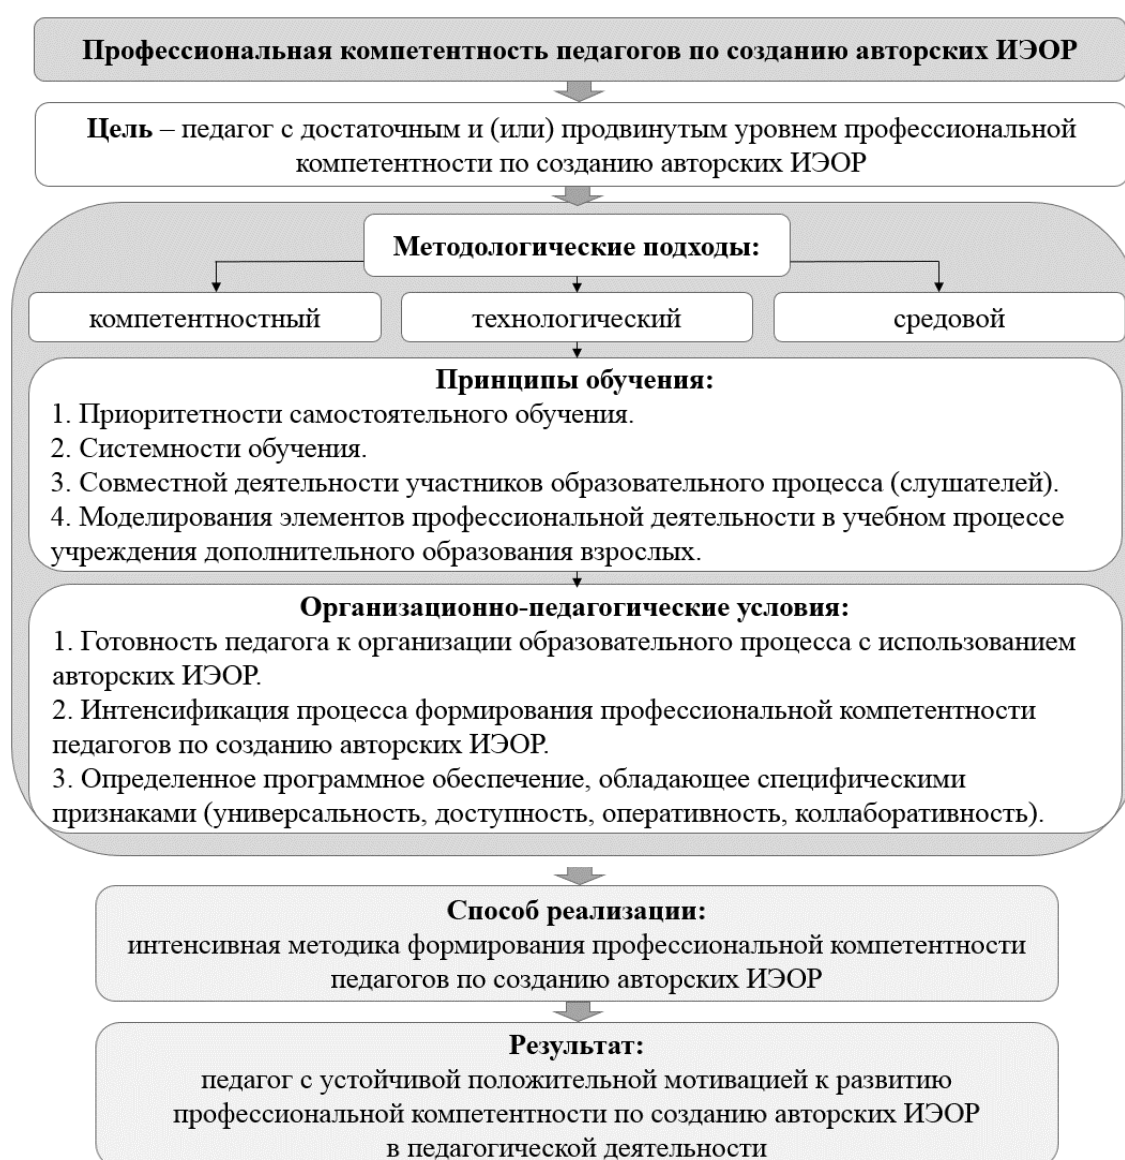 Профессиональная компетентность педагогов по созданию авторских ИЭОР
Цель – педагог с достаточным и (или) продвинутым уровнем профессиональной
компетентности по созданию авторских ИЭОР
Методологические подходы:
компетентностный
технологический
средовой
Принципы обучения:
1. Приоритетности самостоятельного обучения.
2. Системности обучения.
3. Совместной деятельности участников образовательного процесса (слушателей).
4. Моделирования элементов профессиональной деятельности в учебном процессе
учреждения дополнительного образования взрослых.
Организационно-педагогические условия:
1. Готовность педагога к организации образовательного процесса с использованием
авторских ИЭОР.
2. Интенсификация процесса формирования профессиональной компетентности
педагогов по созданию авторских ИЭОР.
3. Определенное программное обеспечение, обладающее специфическими
признаками (универсальность, доступность, оперативность, коллаборативность).
Способ реализации:
интенсивная методика формирования профессиональной компетентности
педагогов по созданию авторских ИЭОР
Результат:
педагог с устойчивой положительной мотивацией к развитию
профессиональной компетентности по созданию авторских ИЭОР
в педагогической деятельности